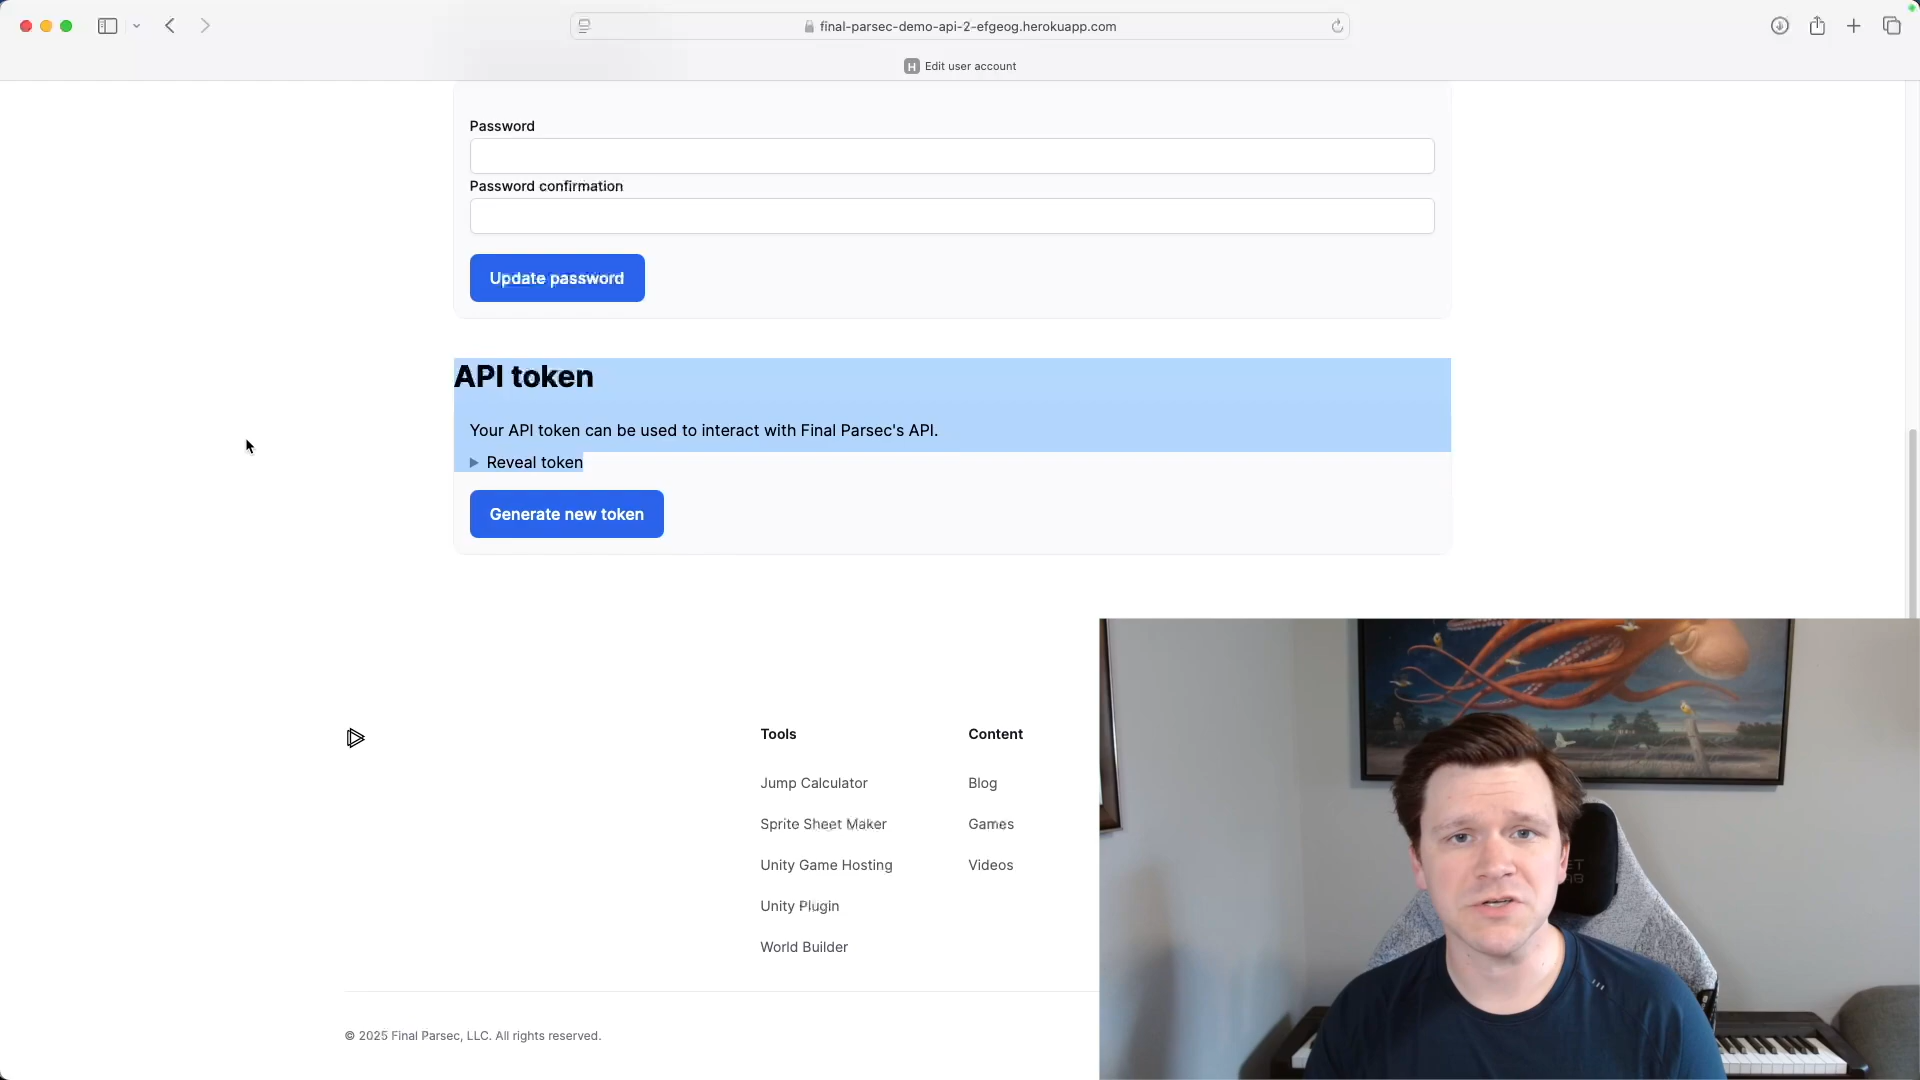 final-parsec-demo-api-2-efgeog.herokuapp.com
H Edit user account
Password
Password confirmation
Update password
API token
Your API token can be used to interact with Final Parsec's API.
Reveal token
Generate new token
Tools
Content
Jump Calculator
Blog
Sprite Sheet Maker
Games
Unity Game Hosting
Videos
Unity Plugin
World Builder
© 2025 Final Parsec, LLC. All rights reserved.